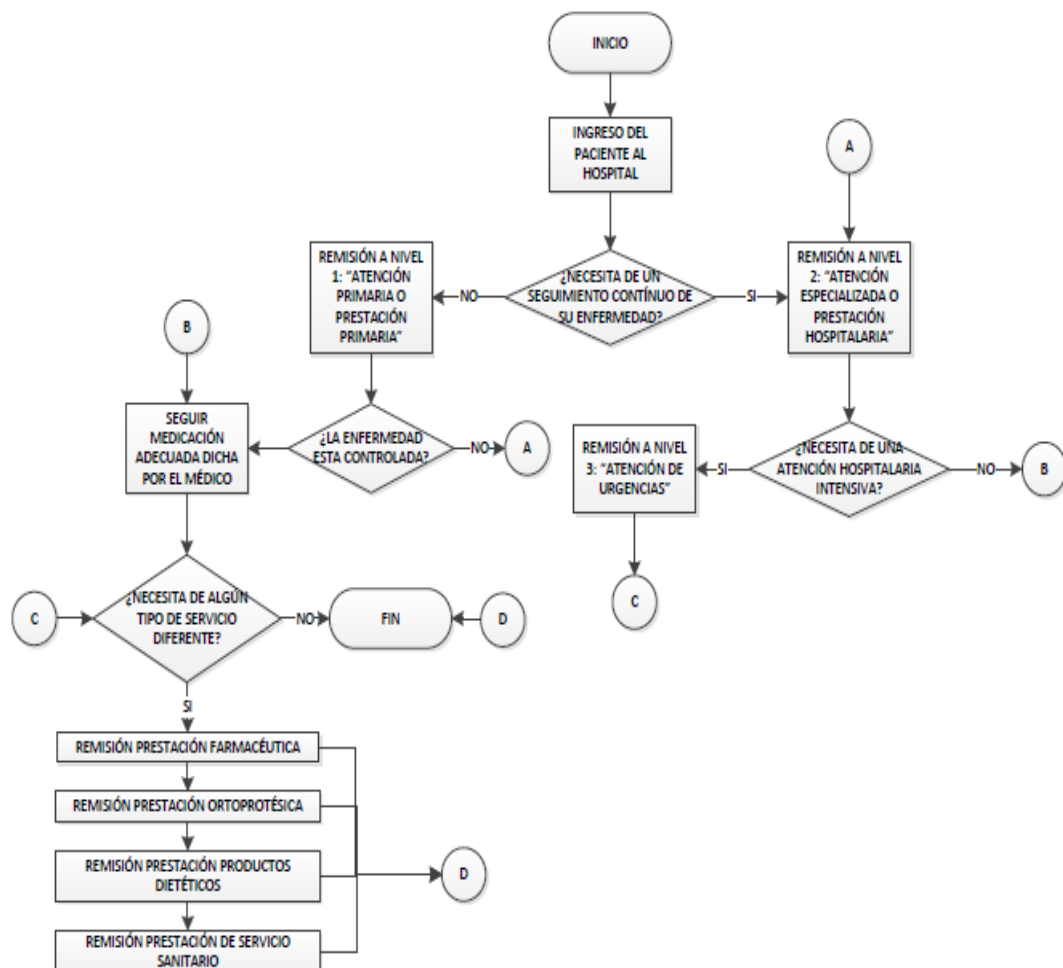 INICIO
INGRESO DEL
PACIENTE AL
HOSPITAL
A
REMISIÓN A NIVEL
1: “ATENCIÓN
PRIMARIA O
PRESTACIÓN
PRIMARIA”
NO
¿NECESITA DE UN
SEGUIMIENTO CONTÍNUO DE
SU ENFERMEDAD?
SI
REMISIÓN A NIVEL
2: “ATENCIÓN
ESPECIALIZADA O
PRESTACIÓN
HOSPITALARIA”
B
SEGUIR
MEDICACIÓN
ADECUADA DICHA
POR EL MÉDICO
¿LA ENFERMEDAD
ESTA CONTROLADA?
NO
A
REMISIÓN A NIVEL
3: “ATENCIÓN DE
URGENCIAS”
SI
¿NECESITA DE UNA
ATENCIÓN HOSPITALARIA
INTENSIVA?
NO
B
C
¿NECESITA DE ALGÚN
TIPO DE SERVICIO
DIFERENTE?
NO
FIN
D
C
SI
REMISIÓN PRESTACIÓN FARMACÉUTICA
REMISIÓN PRESTACIÓN ORTOPROTÉSICA
REMISIÓN PRESTACIÓN PRODUCTOS
DIETÉTICOS
D
REMISIÓN PRESTACIÓN DE SERVICIO
SANITARIO